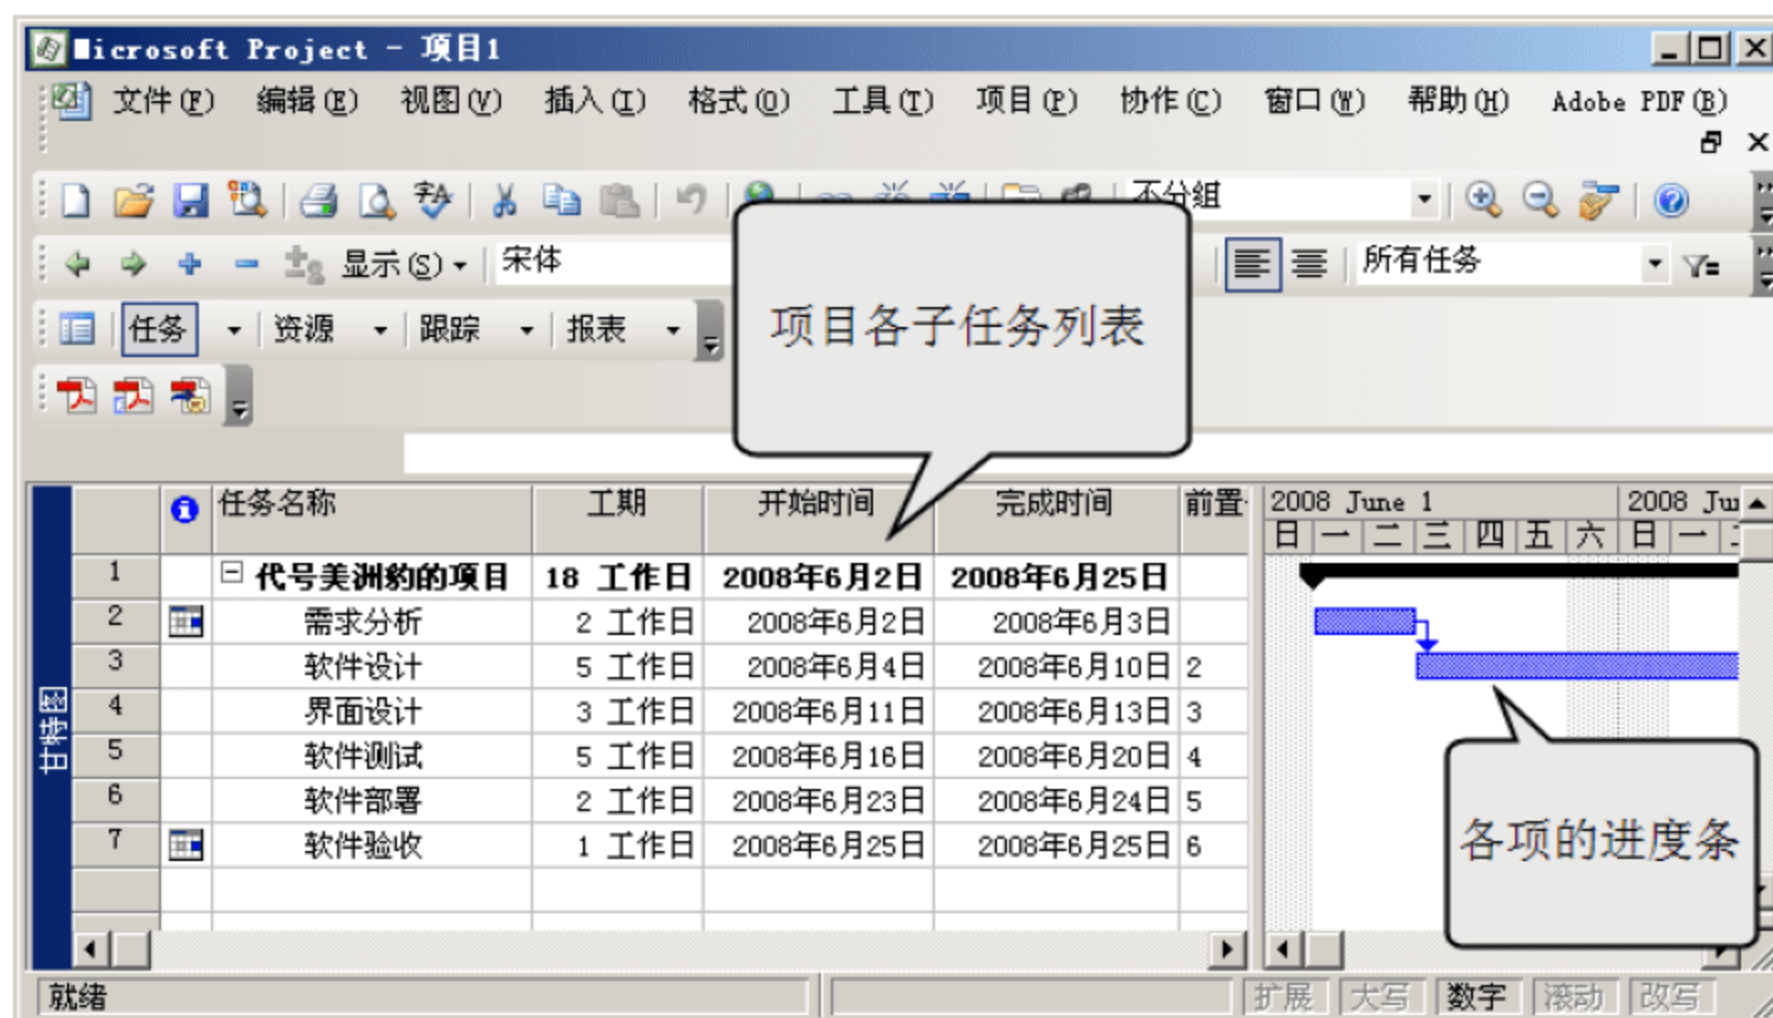 Microsoft Project - 项目1
文件(F) 编辑(E) 视图(V) 插入(I) 格式(O) 工具(T) 项目(P) 协作(C) 窗口(W) 帮助(H) Adobe PDF(B)
不分组
显示(S) 宋体 所有任务
任务 资源 跟踪 报表
项目各子任务列表
任务名称 工期 开始时间 完成时间 前置 2008 June 1 2008 Ju
日 一 二 三 四 五 六 日 一
1 代号美洲豹的项目 18 工作日 2008年6月2日 2008年6月25日
2 需求分析 2 工作日 2008年6月2日 2008年6月3日
3 软件设计 5 工作日 2008年6月4日 2008年6月10日 2
4 界面设计 3 工作日 2008年6月11日 2008年6月13日 3
5 软件测试 5 工作日 2008年6月16日 2008年6月20日 4
6 软件部署 2 工作日 2008年6月23日 2008年6月24日 5
7 软件验收 1 工作日 2008年6月25日 2008年6月25日 6
甘特图
各项的进度条
就绪 扩展 大写 数字 滚动 改写